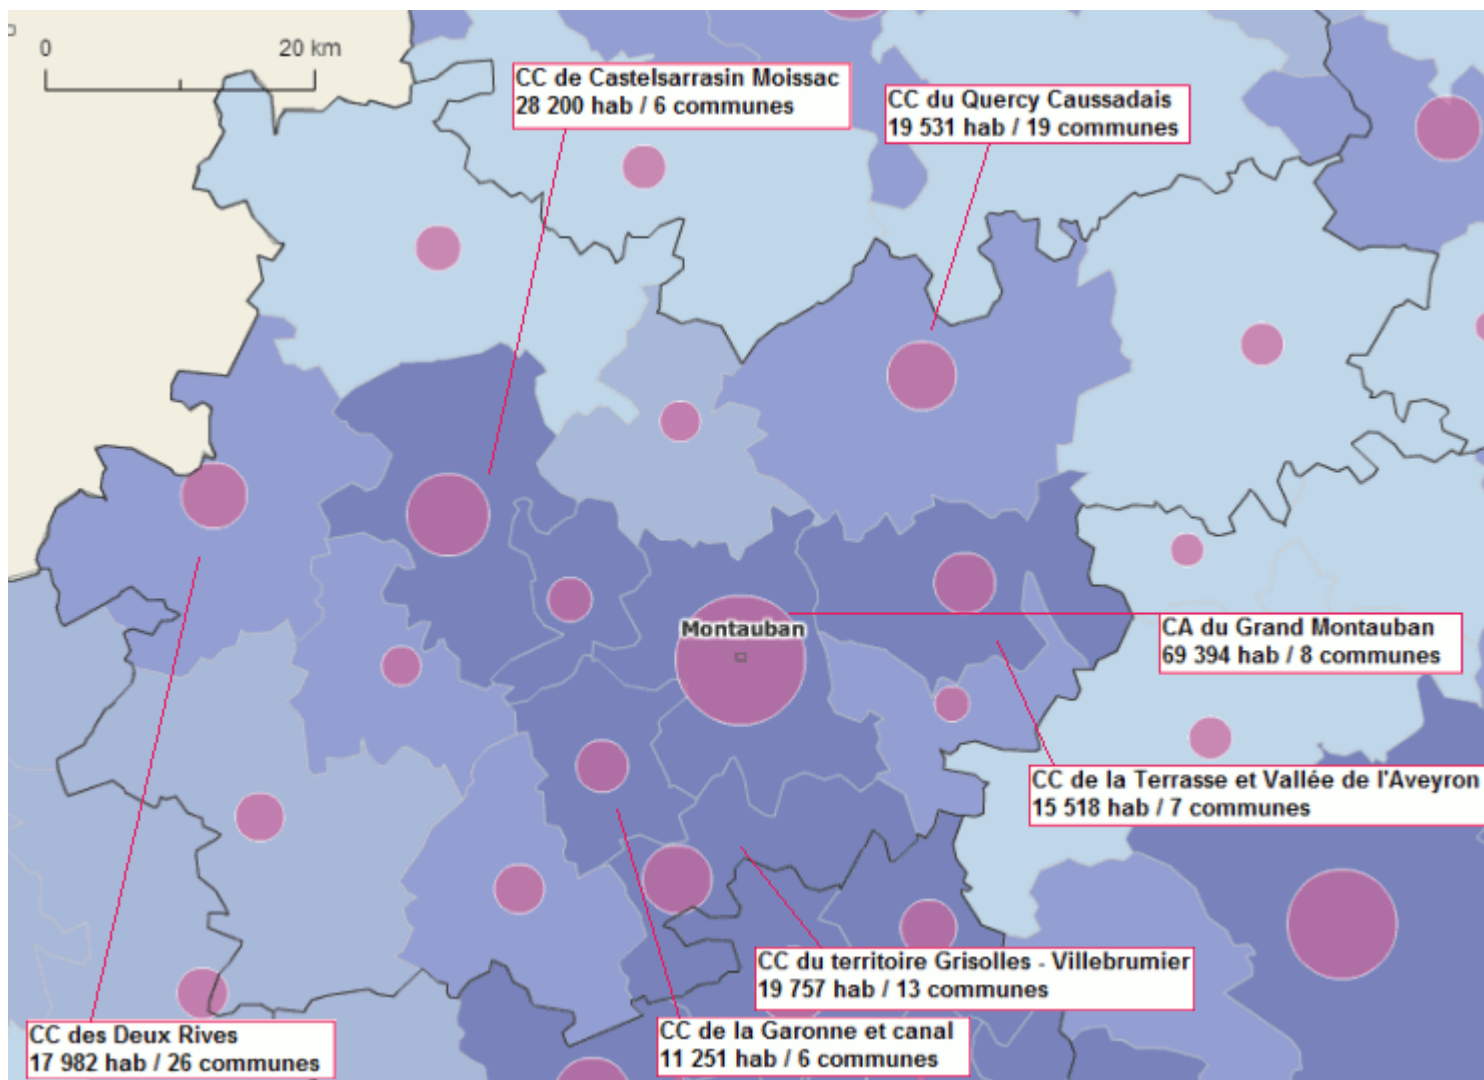 0 20 km
CC de Castelsarrasin Moissac
28 200 hab / 6 communes
CC du Quercy Caussadais
19 531 hab / 19 communes
Montauban
CA du Grand Montauban
69 394 hab / 8 communes
CC de la Terrasse et Vallée de l'Aveyron
15 518 hab / 7 communes
CC du territoire Grisolles - Villebrumier
19 757 hab / 13 communes
CC de la Garonne et canal
11 251 hab / 6 communes
CC des Deux Rives
17 982 hab / 26 communes